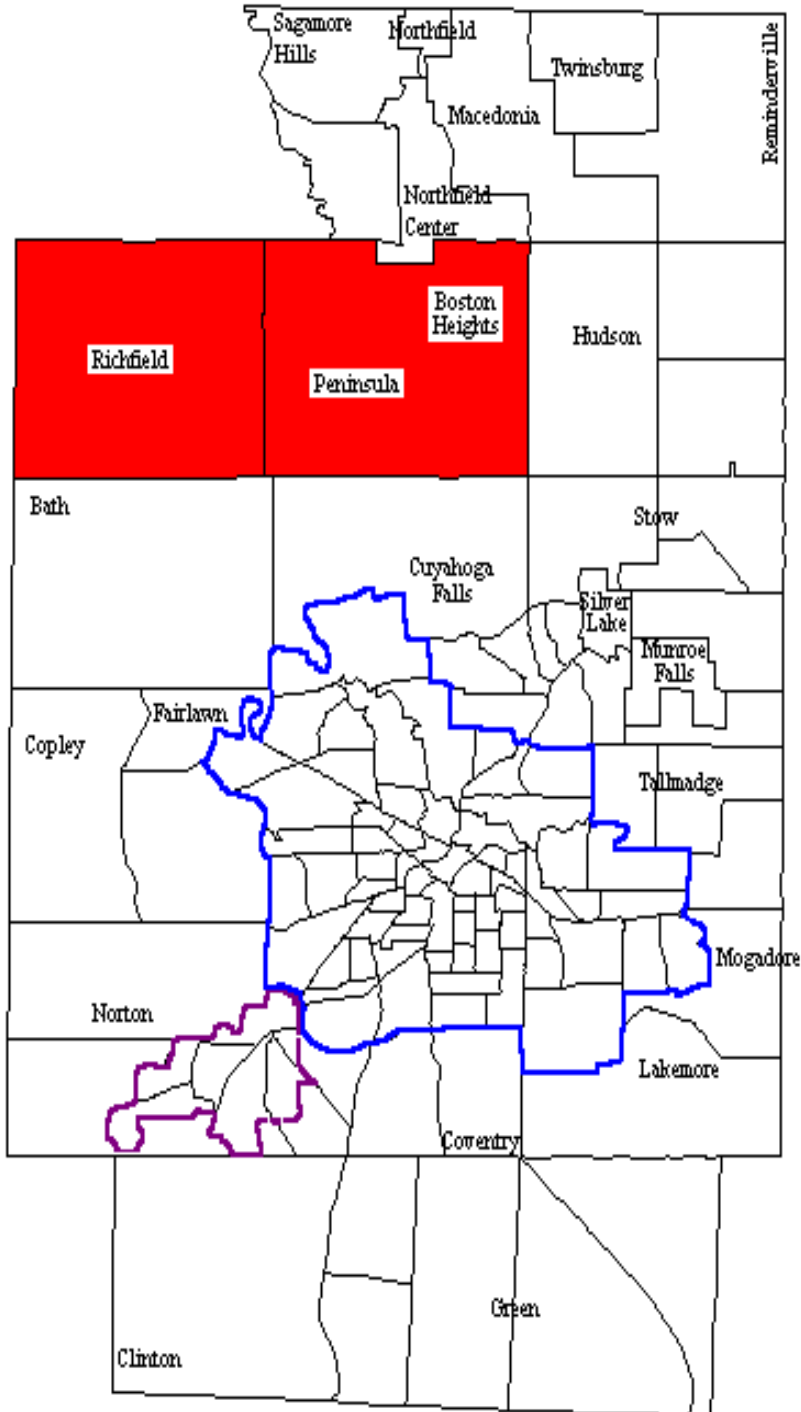 Sagamore
Hills
Northfield
Twinsburg
Macedonia
Reminderville
Northfield
Center
Boston
Heights
Hudson
Richfield
Peninsula
Bath
Stow
Cuyahoga
Falls
Silver
Lake
Munroe
Falls
Fairlawn
Copley
Tallmadge
Mogadore
Norton
Lakemore
Coventry
Green
Clinton